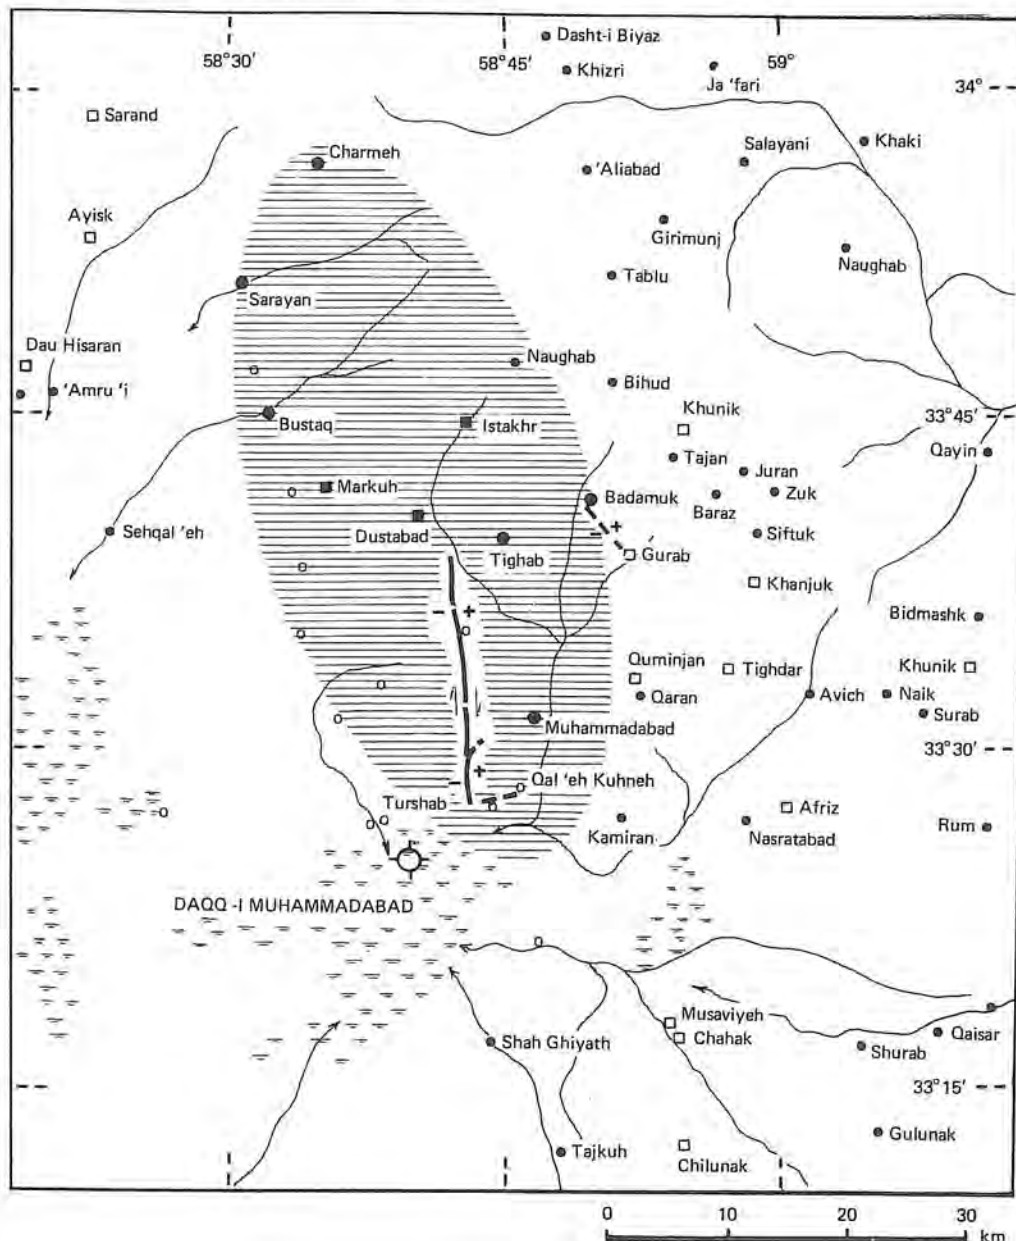 Dasht-i Biyaz
58°30′
58°45′
59°
Khizri
Ja ‘fari
34°
Sarand
Charmeh
‘Aliabad
Salayani
Khaki
Ayisk
Girimunj
Naughab
Tablu
Sarayan
Dau Hisaran
Naughab
‘Amru ‘i
Bihud
Khunik
33°45′
Bustaq
Istakhr
Qayin
Tajan
Juran
Markuh
Badamuk
Baraz
Zuk
Sehqal ‘eh
Dustabad
Tighab
Siftuk
Gurab
Khanjuk
Bidmashk
Quminjan
Tighdar
Khunik
Qaran
Avich
Naik
Surab
Muhammadabad
33°30′
Qal ‘eh Kuhneh
Turshab
Afriz
Kamiran
Nasratabad
Rum
DAQQ -I MUHAMMADABAD
Musaviyeh
Qaisar
Shah Ghiyath
Chahak
Shurab
33°15′
Gulunak
Tajkuh
Chilunak
0 10 20 30
km